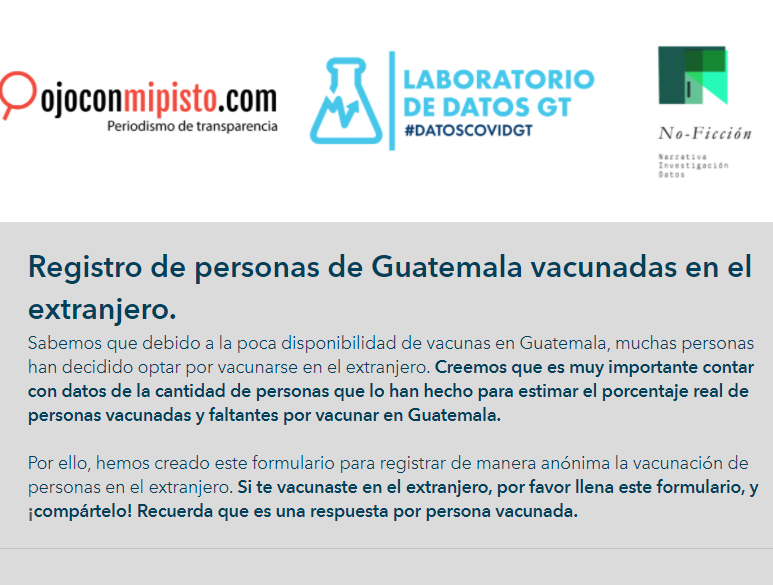 ojoconmipisto.com
Periodismo de transparencia
LABORATORIO
DE DATOS GT
#DATOSCOVIDGT
No-Ficción
Narrativa
Investigación
Datos
Registro de personas de Guatemala vacunadas en el
extranjero.
Sabemos que debido a la poca disponibilidad de vacunas en Guatemala, muchas personas
han decidido optar por vacunarse en el extranjero. Creemos que es muy importante contar
con datos de la cantidad de personas que lo han hecho para estimar el porcentaje real de
personas vacunadas y faltantes por vacunar en Guatemala.
Por ello, hemos creado este formulario para registrar de manera anónima la vacunación de
personas en el extranjero. Si te vacunaste en el extranjero, por favor llena este formulario, y
¡compártelo! Recuerda que es una respuesta por persona vacunada.